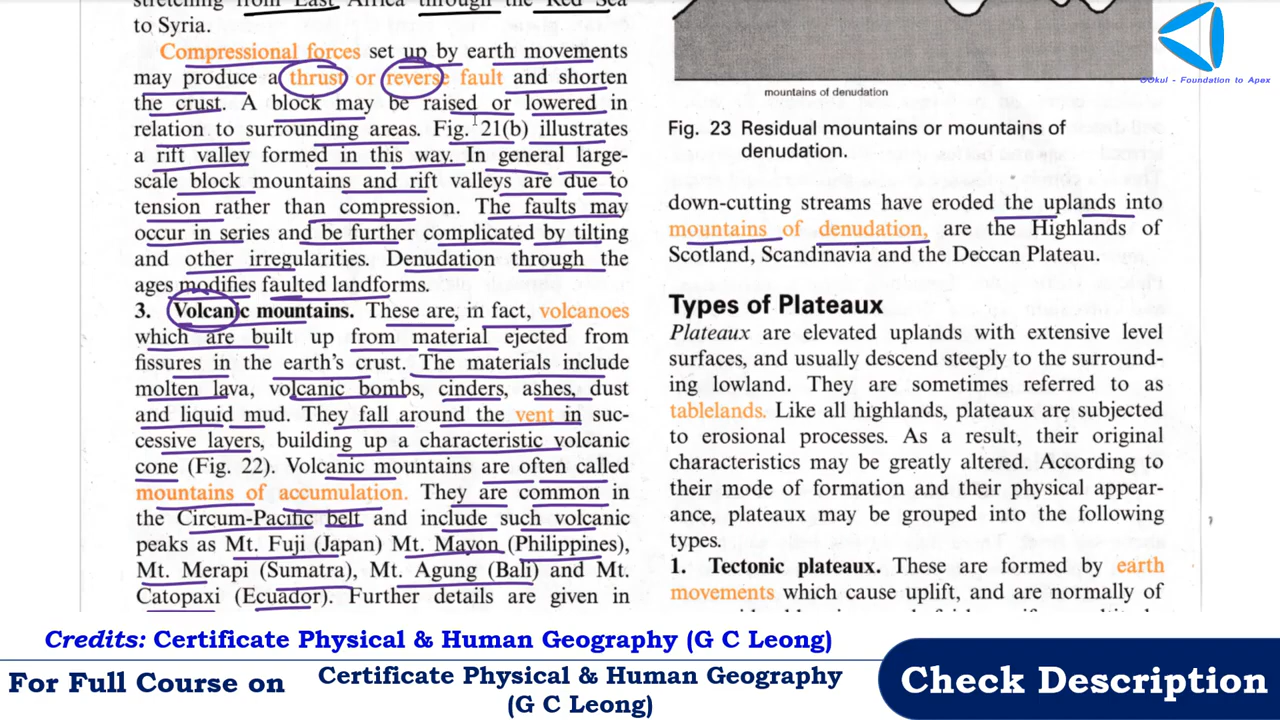 stretching from East Africa through the Red Sea
to Syria.
Compressional forces set up by earth movements
may produce a thrust or reverse fault and shorten
the crust. A block may be raised or lowered in
relation to surrounding areas. Fig. 21(b) illustrates
a rift valley formed in this way. In general large-
scale block mountains and rift valleys are due to
tension rather than compression. The faults may
occur in series and be further complicated by tilting
and other irregularities. Denudation through the
ages modifies faulted landforms.
3. Volcanic mountains. These are, in fact, volcanoes
which are built up from material ejected from
fissures in the earth's crust. The materials include
molten lava, volcanic bombs, cinders, ashes, dust
and liquid mud. They fall around the vent in suc-
cessive layers, building up a characteristic volcanic
cone (Fig. 22). Volcanic mountains are often called
mountains of accumulation. They are common in
the Circum-Pacific belt and include such volcanic
peaks as Mt. Fuji (Japan) Mt. Mayon (Philippines),
Mt. Merapi (Sumatra), Mt. Agung (Bali) and Mt.
Catopaxi (Ecuador). Further details are given in
mountains of denudation
Fig. 23 Residual mountains or mountains of
denudation.
down-cutting streams have eroded the uplands into
mountains of denudation, are the Highlands of
Scotland, Scandinavia and the Deccan Plateau.
Types of Plateaux
Plateaux are elevated uplands with extensive level
surfaces, and usually descend steeply to the surround-
ing lowland. They are sometimes referred to as
tablelands. Like all highlands, plateaux are subjected
to erosional processes. As a result, their original
characteristics may be greatly altered. According to
their mode of formation and their physical appear-
ance, plateaux may be grouped into the following
types.
1. Tectonic plateaux. These are formed by earth
movements which cause uplift, and are normally of
GOkul - Foundation to Apex
Credits: Certificate Physical & Human Geography (G C Leong)
For Full Course on
Certificate Physical & Human Geography
(G C Leong)
Check Description